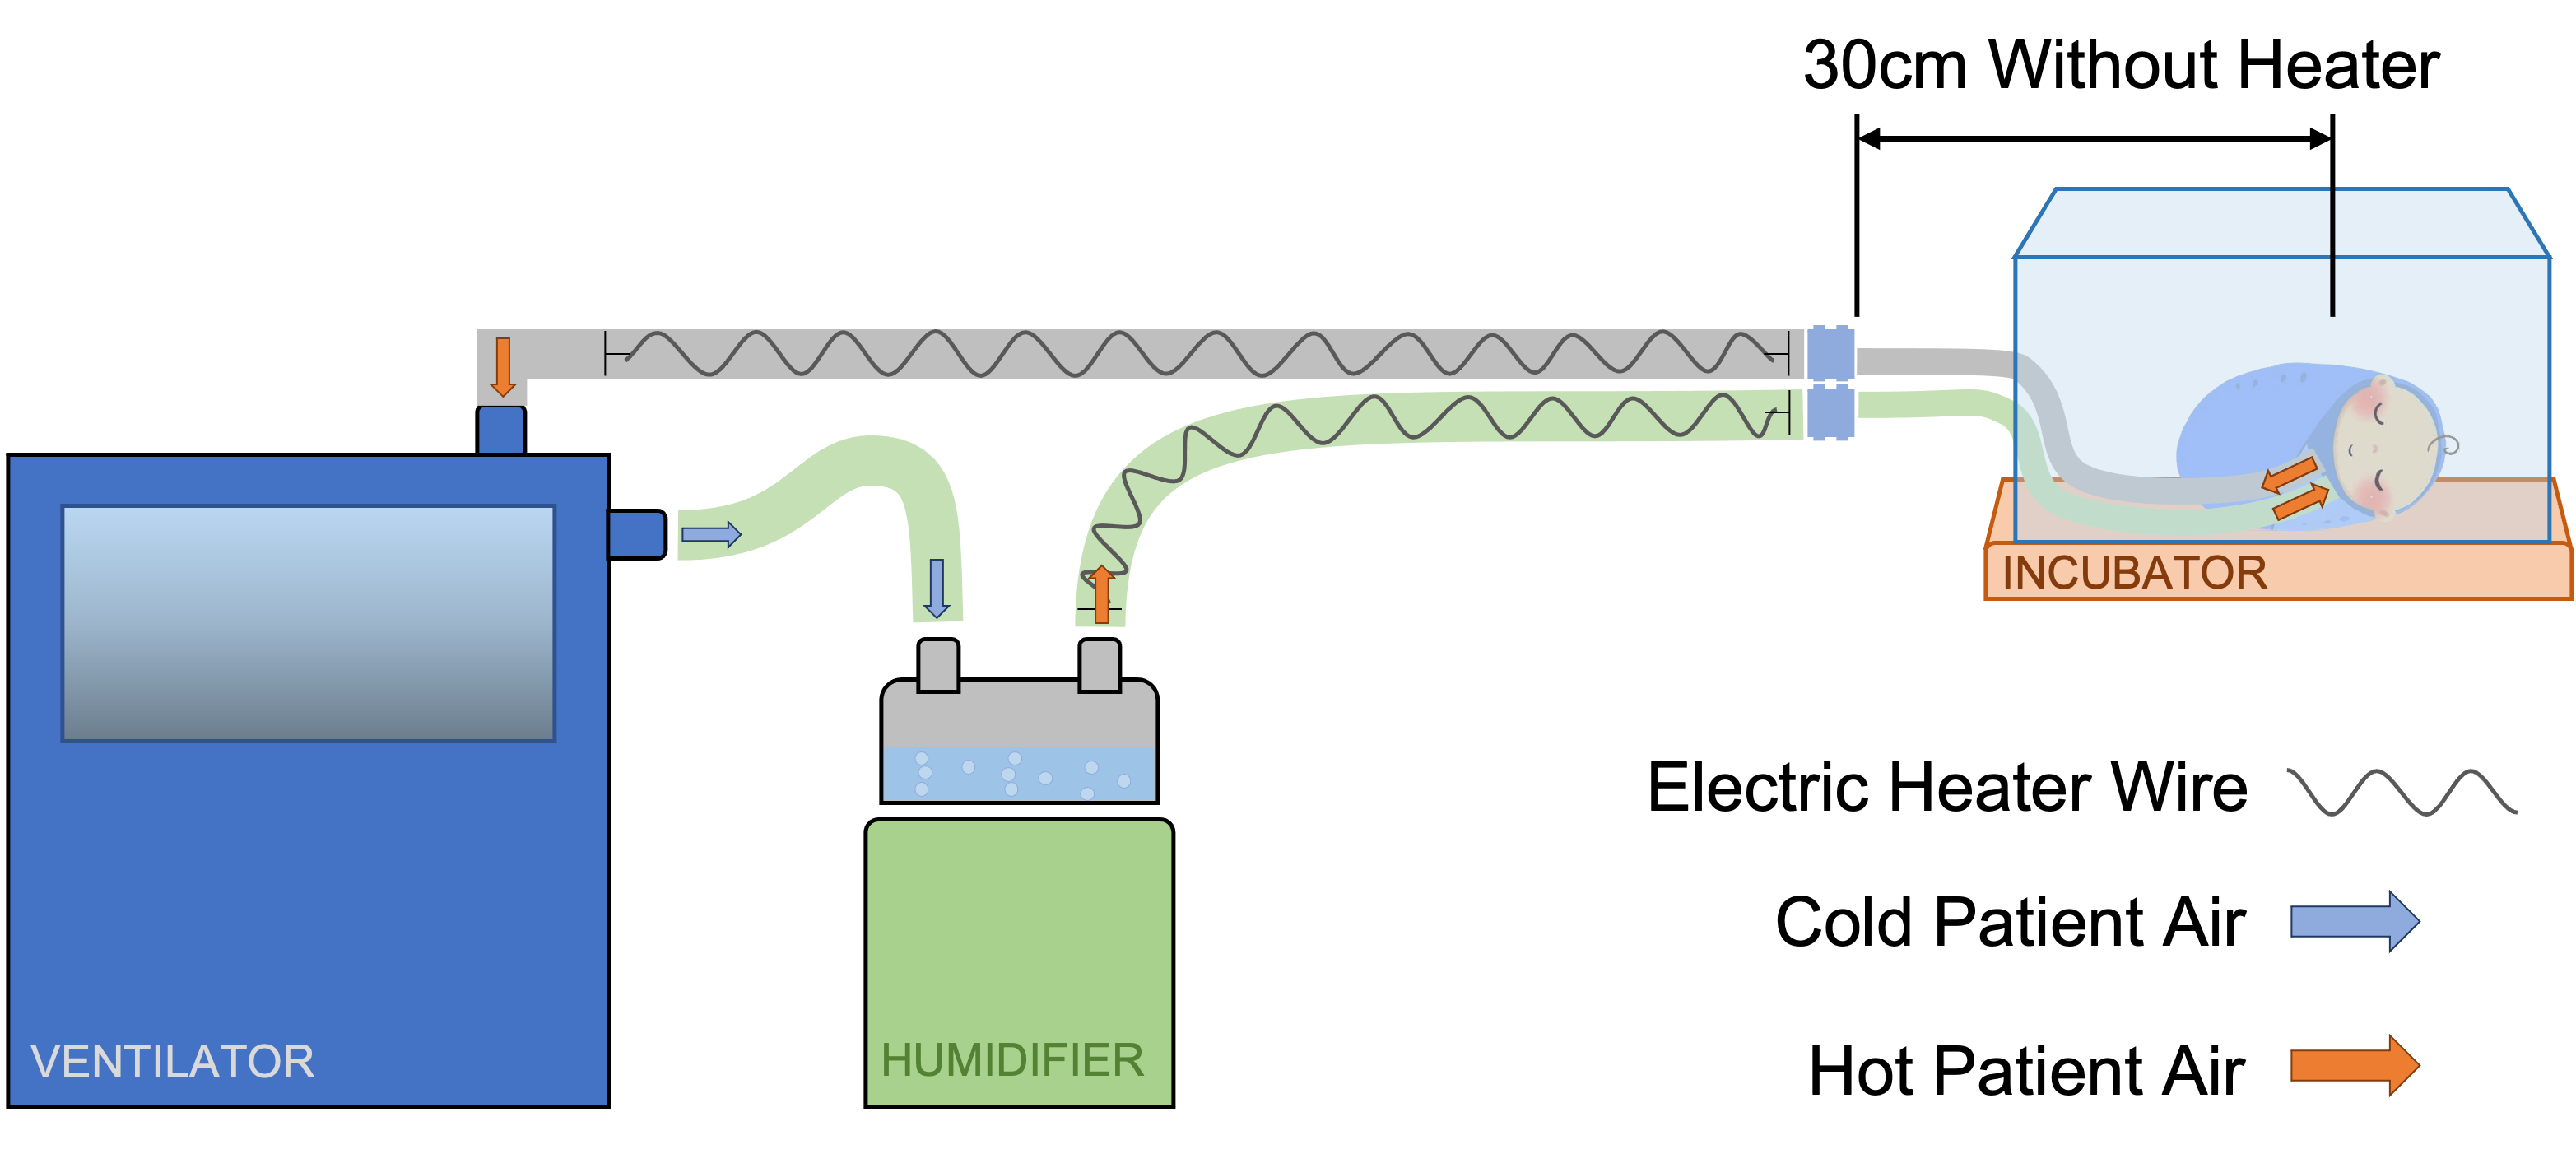 30cm Without Heater
INCUBATOR
Electric Heater Wire
Cold Patient Air
VENTILATOR
HUMIDIFIER
Hot Patient Air